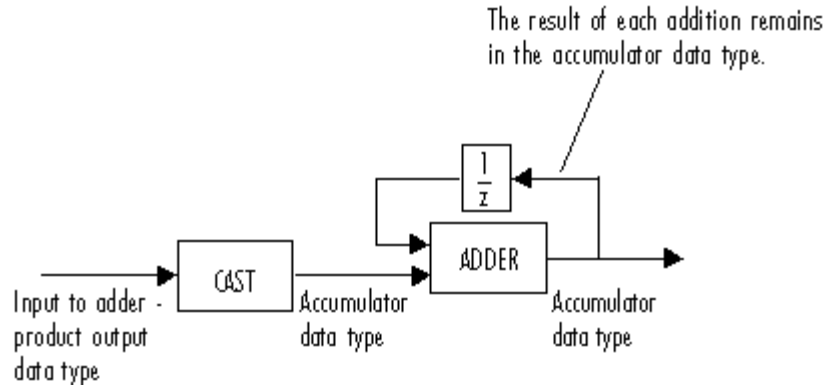 The result of each addition remains
in the accumulator data type.
1
z
CAST
ADDER
Input to adder -
product output
data type
Accumulator
data type
Accumulator
data type